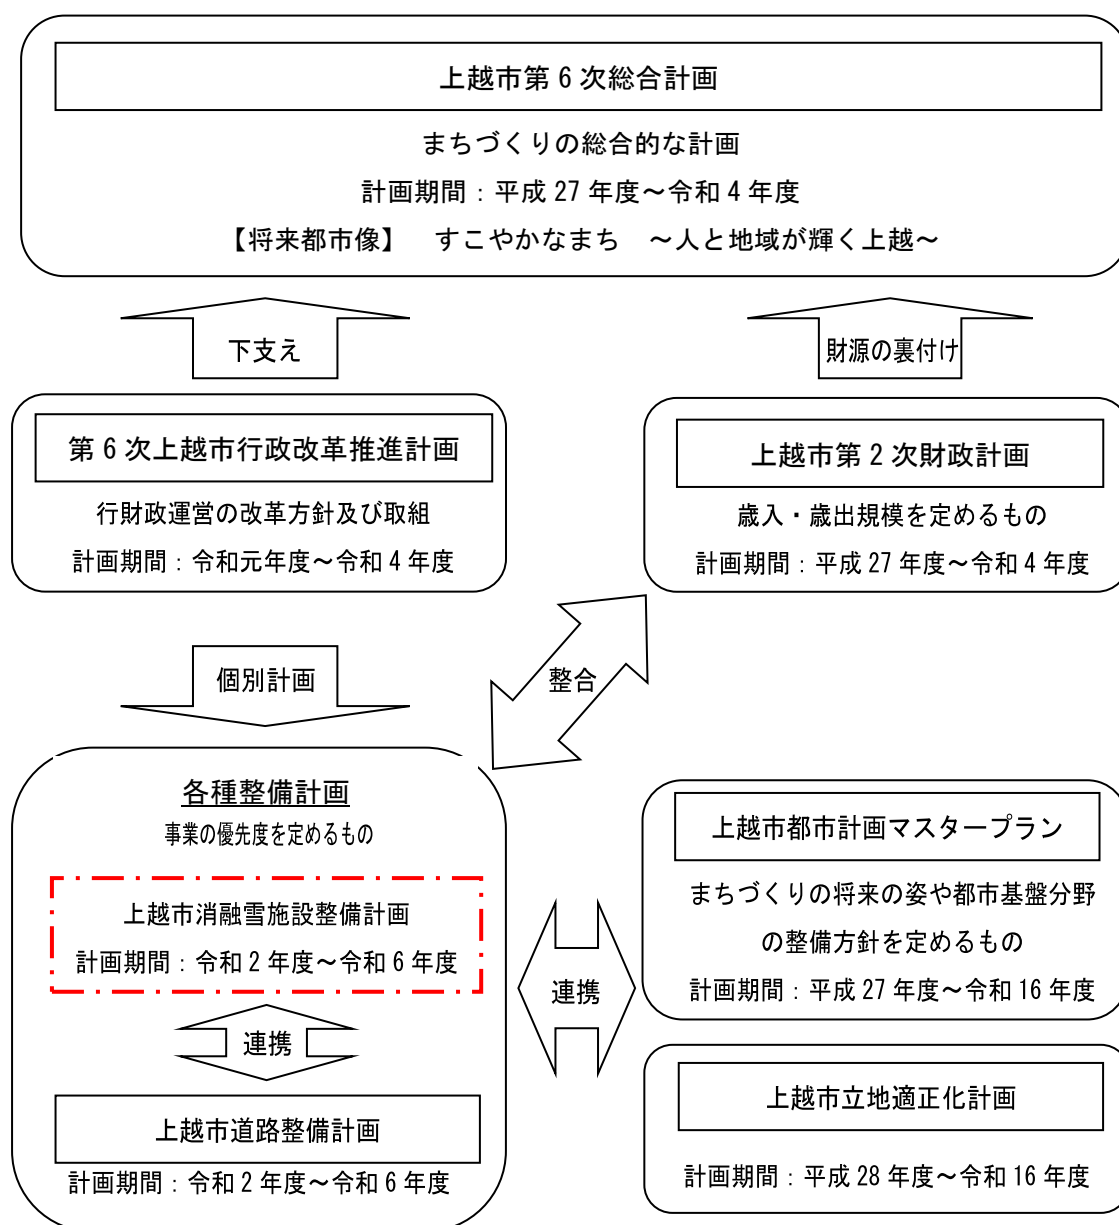 上越市第６次総合計画
まちづくりの総合的な計画
計画期間：平成 27 年度～令和４年度
【将来都市像】　すこやかなまち　～人と地域が輝く上越～
下支え
財源の裏付け
第６次上越市行政改革推進計画
行財政運営の改革方針及び取組
計画期間：令和元年度～令和４年度
上越市第２次財政計画
歳入・歳出規模を定めるもの
計画期間：平成 27 年度～令和４年度
個別計画
整合
各種整備計画
事業の優先度を定めるもの
上越市消融雪施設整備計画
計画期間：令和２年度～令和６年度
連携
上越市道路整備計画
計画期間：令和２年度～令和６年度
連携
上越市都市計画マスタープラン
まちづくりの将来の姿や都市基盤分野
の整備方針を定めるもの
計画期間：平成 27 年度～令和 16 年度
上越市立地適正化計画
計画期間：平成 28 年度～令和 16 年度